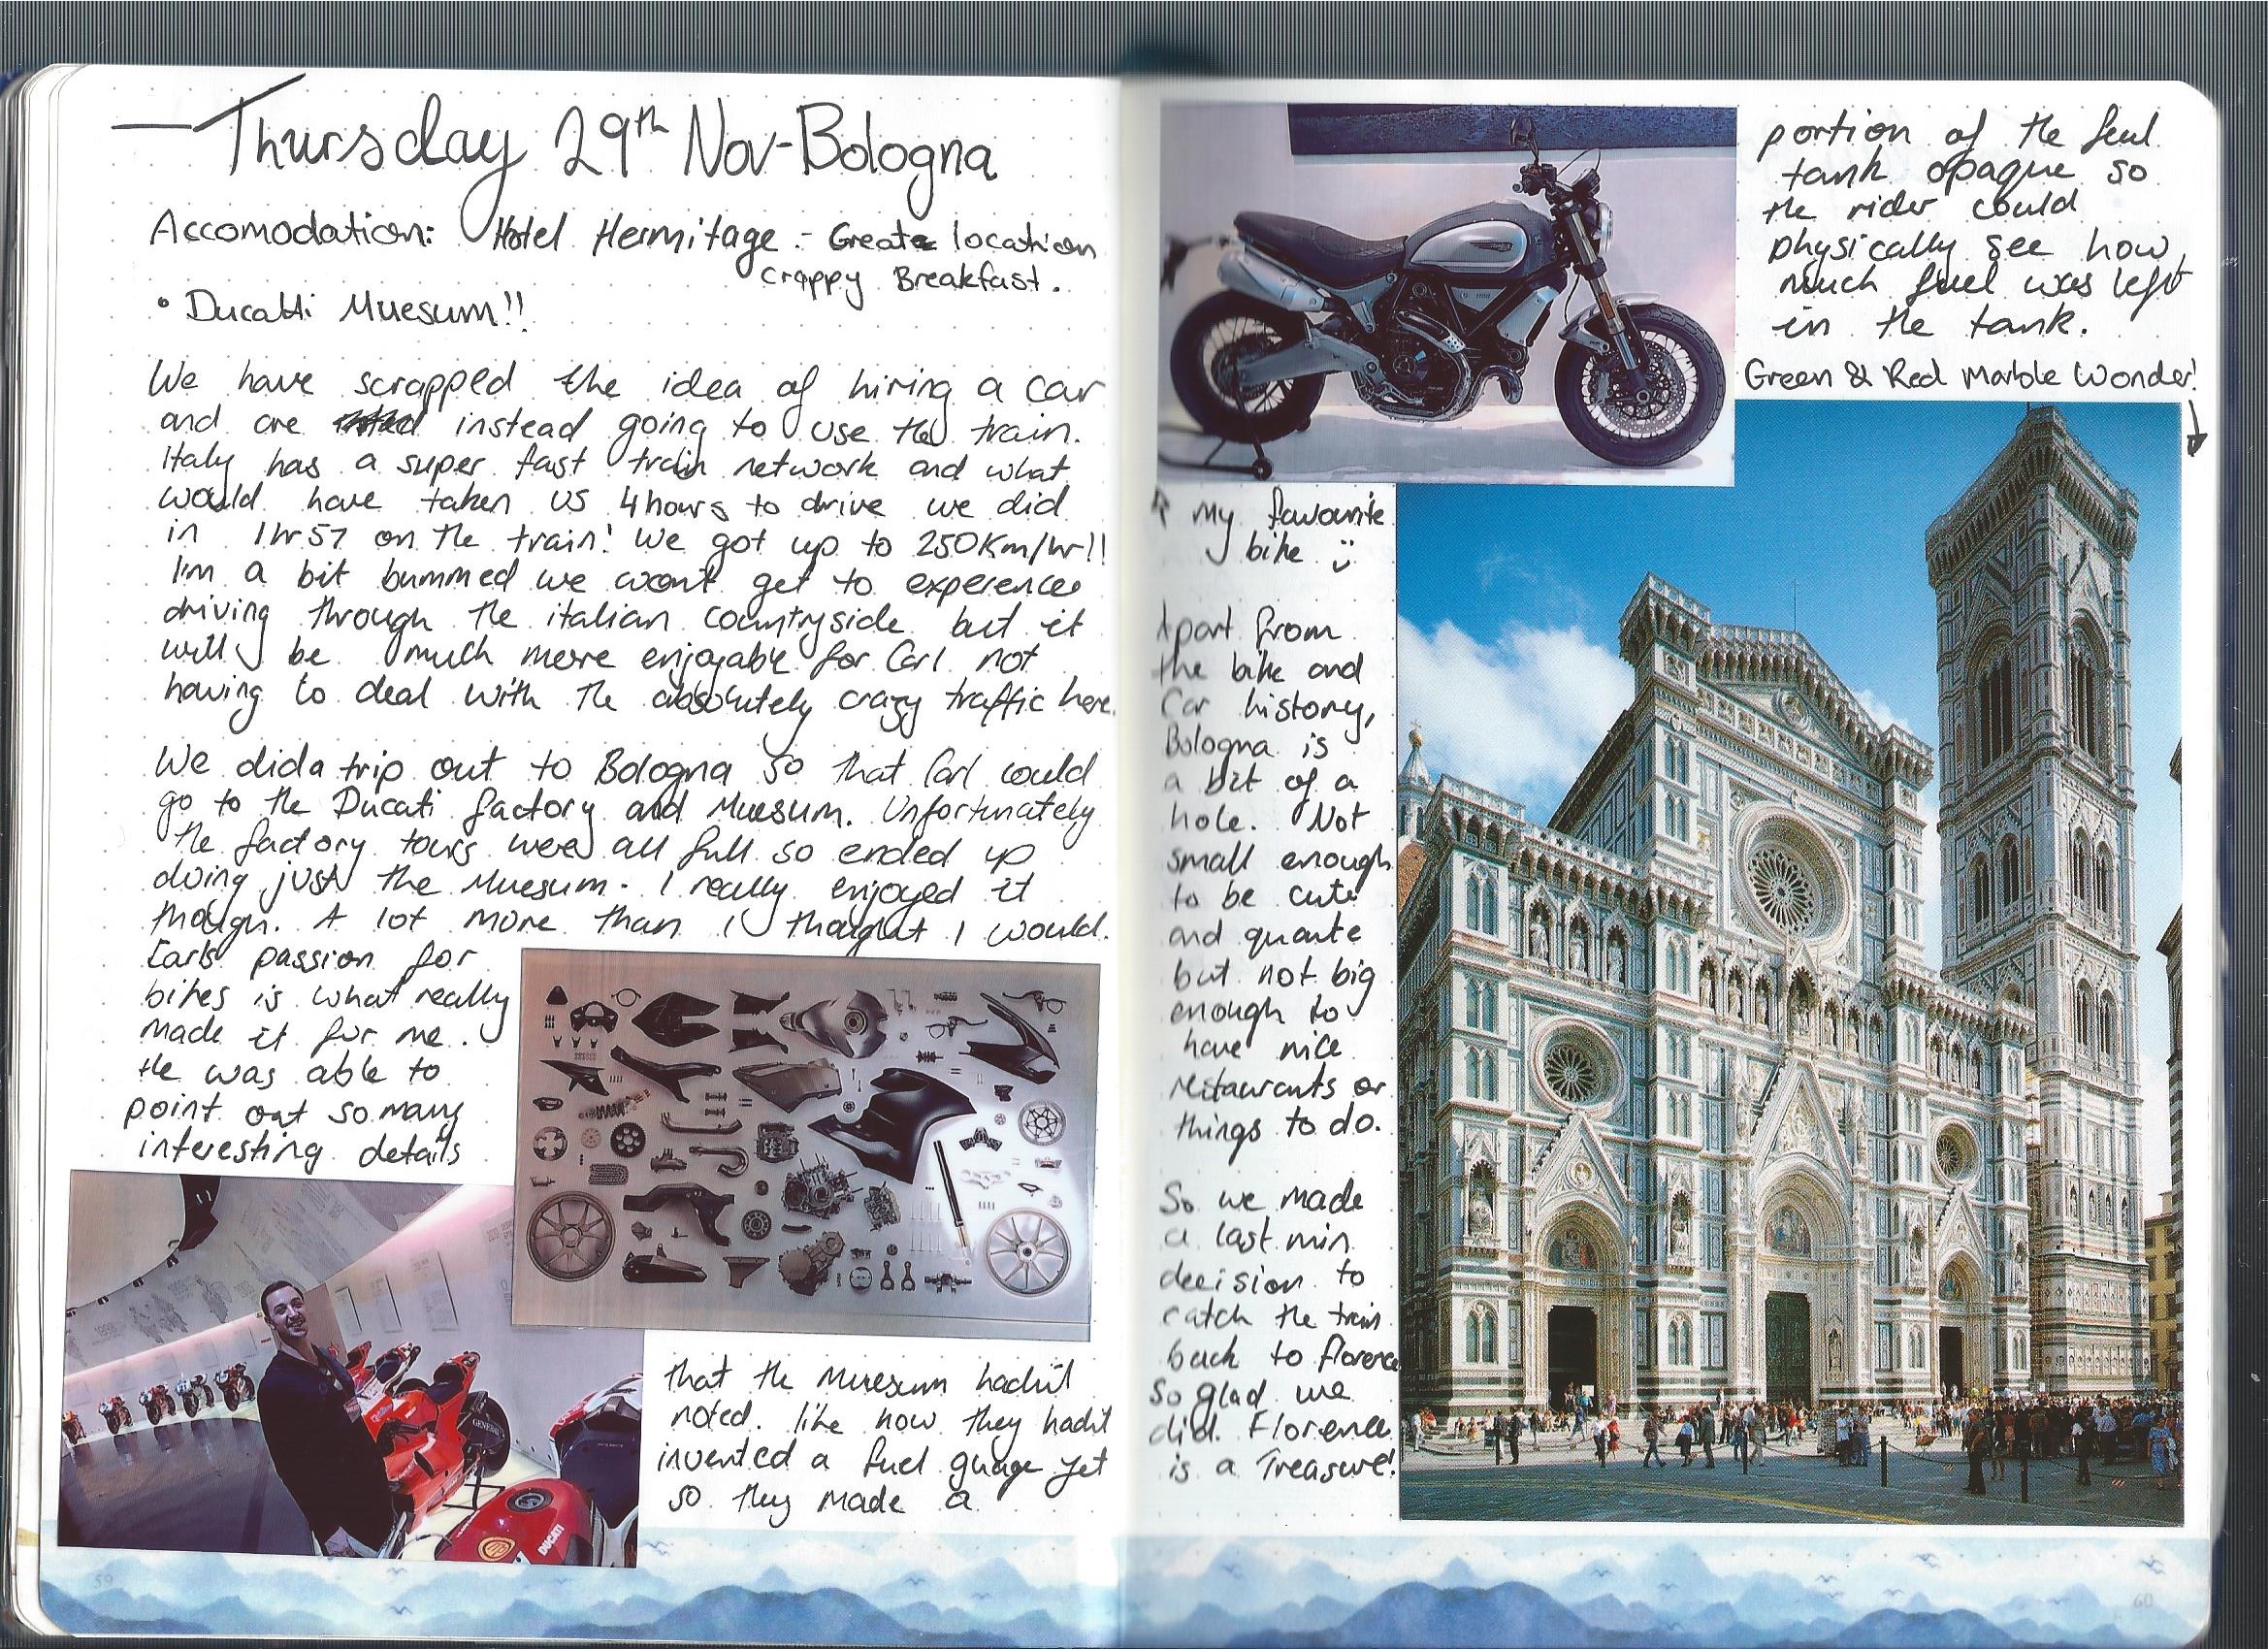 Thursday 29th Nov-Bologna
Accomodation: Hotel Hermitage - Great location
Crappy Breakfast.
• Ducatti Muesum!!
We have scrapped the idea of hiring a car
and are instead going to use the train.
Italy has a super fast train network and what
would have taken us 4hours to drive we did
in 1hr57 on the train! We got up to 250Km/hr!!
I'm a bit bummed we won't get to experence
driving through the italian countryside but it
will be much more enjoyable for Carl not
having to deal with the absolutely crazy traffic here.
We did a trip out to Bologna so that Carl could
go to the Ducati factory and Muesum. Unfortunately
the factory tours were all full so ended up
doing just the Muesum. I really enjoyed it
though. A lot more than I thought I would.
Carls passion for
bikes is what really
made it for me.
He was able to
point out so many
interesting details
GENERAL
DUCATI
that the Muesum hadn't
noted. like how they hadn't
invented a fuel guage yet
so they made a
59
portion of the feul
tank opaque so
the rider could
physically see how
much fuel was left
in the tank.
Green & Red Marble Wonder!
My favourite
bike
Apart from
the bike and
Car history,
Bologna is
a bit of a
hole. Not
small enough
to be cute
and quante
but not big
enough to
have nice
restaurants or
things to do.
So we made
a last min
decision to
catch the train
back to florence
so glad we
did. Florence
is a Treasure!
60